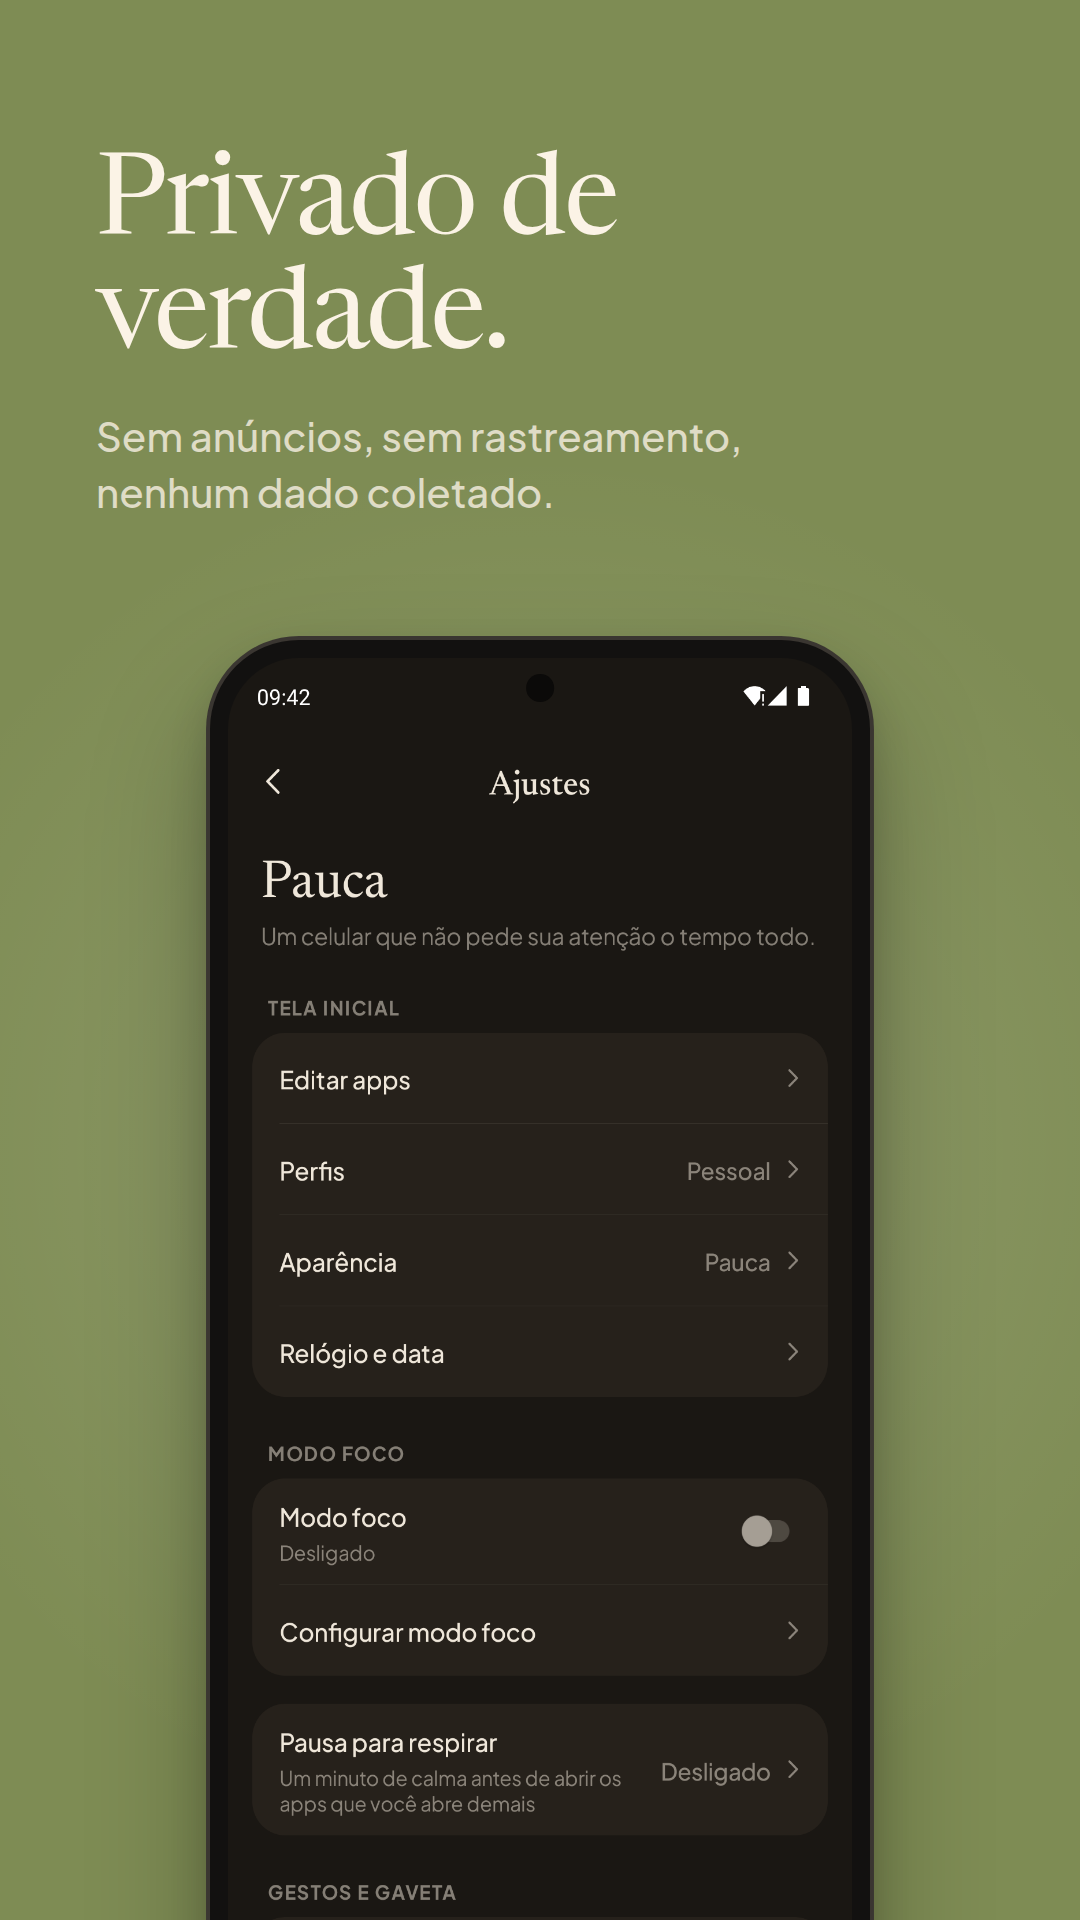 Privado de
verdade.
Sem anúncios, sem rastreamento,
nenhum dado coletado.
09:42
Ajustes
Pauca
Um celular que não pede sua atenção o tempo todo.
TELA INICIAL
Editar apps
Perfis Pessoal
Aparência Pauca
Relógio e data
MODO FOCO
Modo foco
Desligado
Configurar modo foco
Pausa para respirar
Um minuto de calma antes de abrir os
apps que você abre demais
Desligado
GESTOS E GAVETA